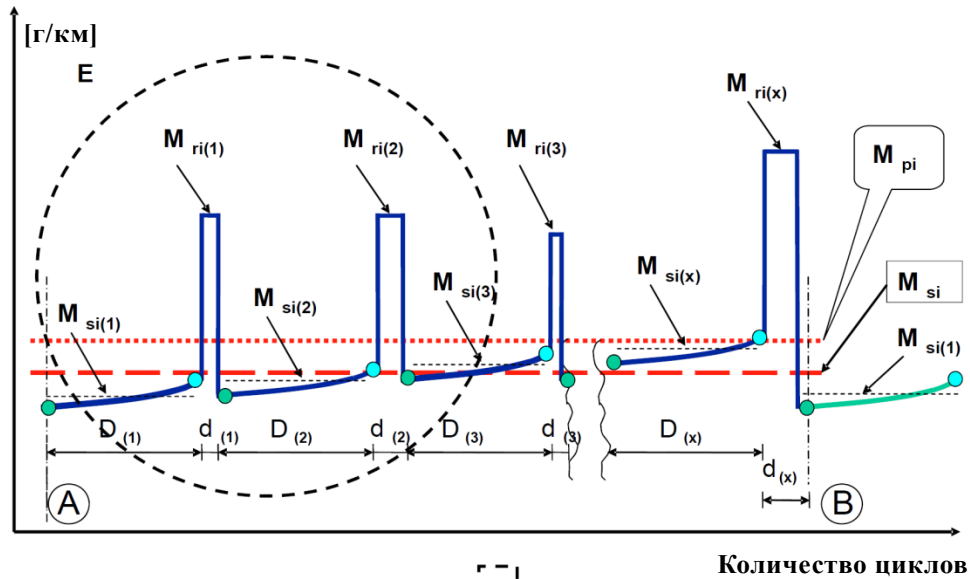 [г/км]
E
M ri(x)
M ri(1)
M ri(2)
M ri(3)
M pi
M si(1)
M si(2)
M si(3)
M si(x)
M si
M si(1)
D (1)
d (1)
D (2)
d (2)
D (3)
d (3)
D (x)
d (x)
A
B
Количество циклов